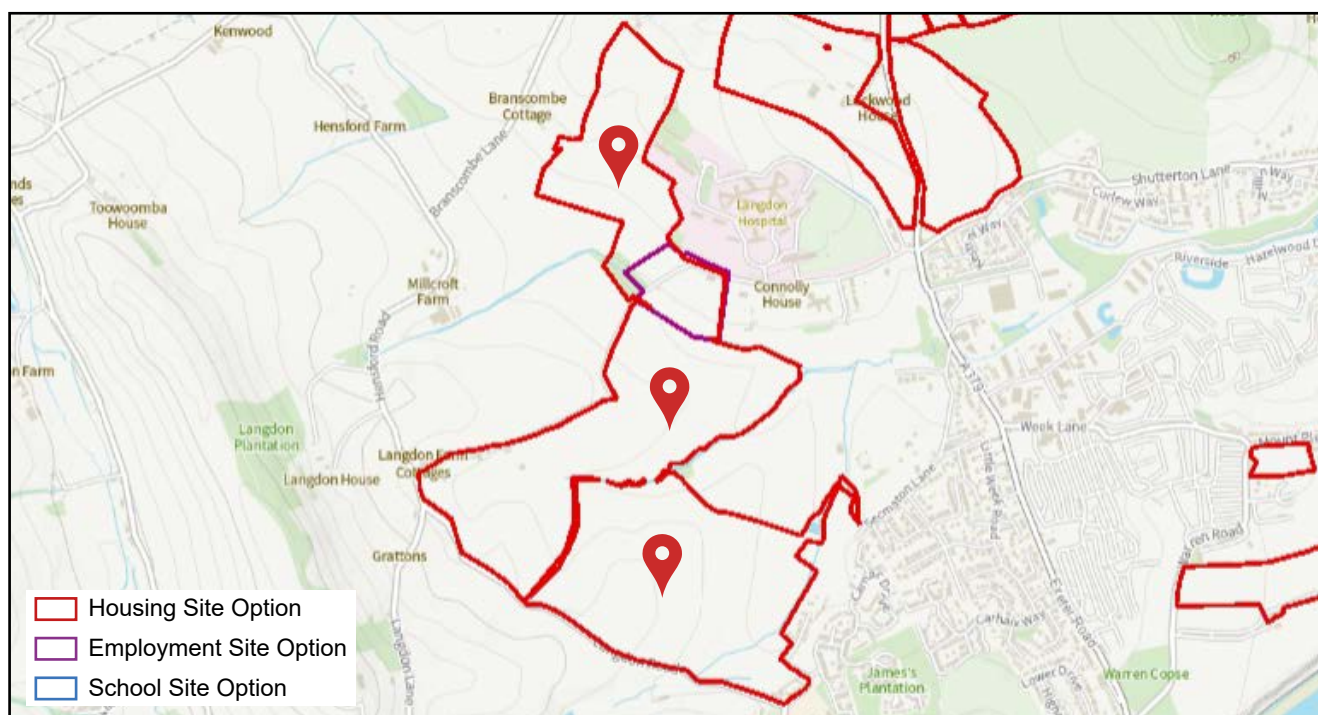 Kenwood
Branscombe
Cottage
Hensford Farm
Lockwood
House
Branscombe Lane
Shutterton Lane
Curlew Way
Toowoomba
House
Langdon
Hospital
Riverside
Millcroft
Farm
Connolly
House
Hensford Road
A379
Langdon
Plantation
Week Lane
Langdon Farm
Cottages
Langdon House
Secmaton Lane
Little Week Road
Grattons
Exeter Road
Carhaix Way
Langdon Lane
Langdon Road
James's
Plantation
Lower Drive
Warren Copse
Housing Site Option
Employment Site Option
School Site Option